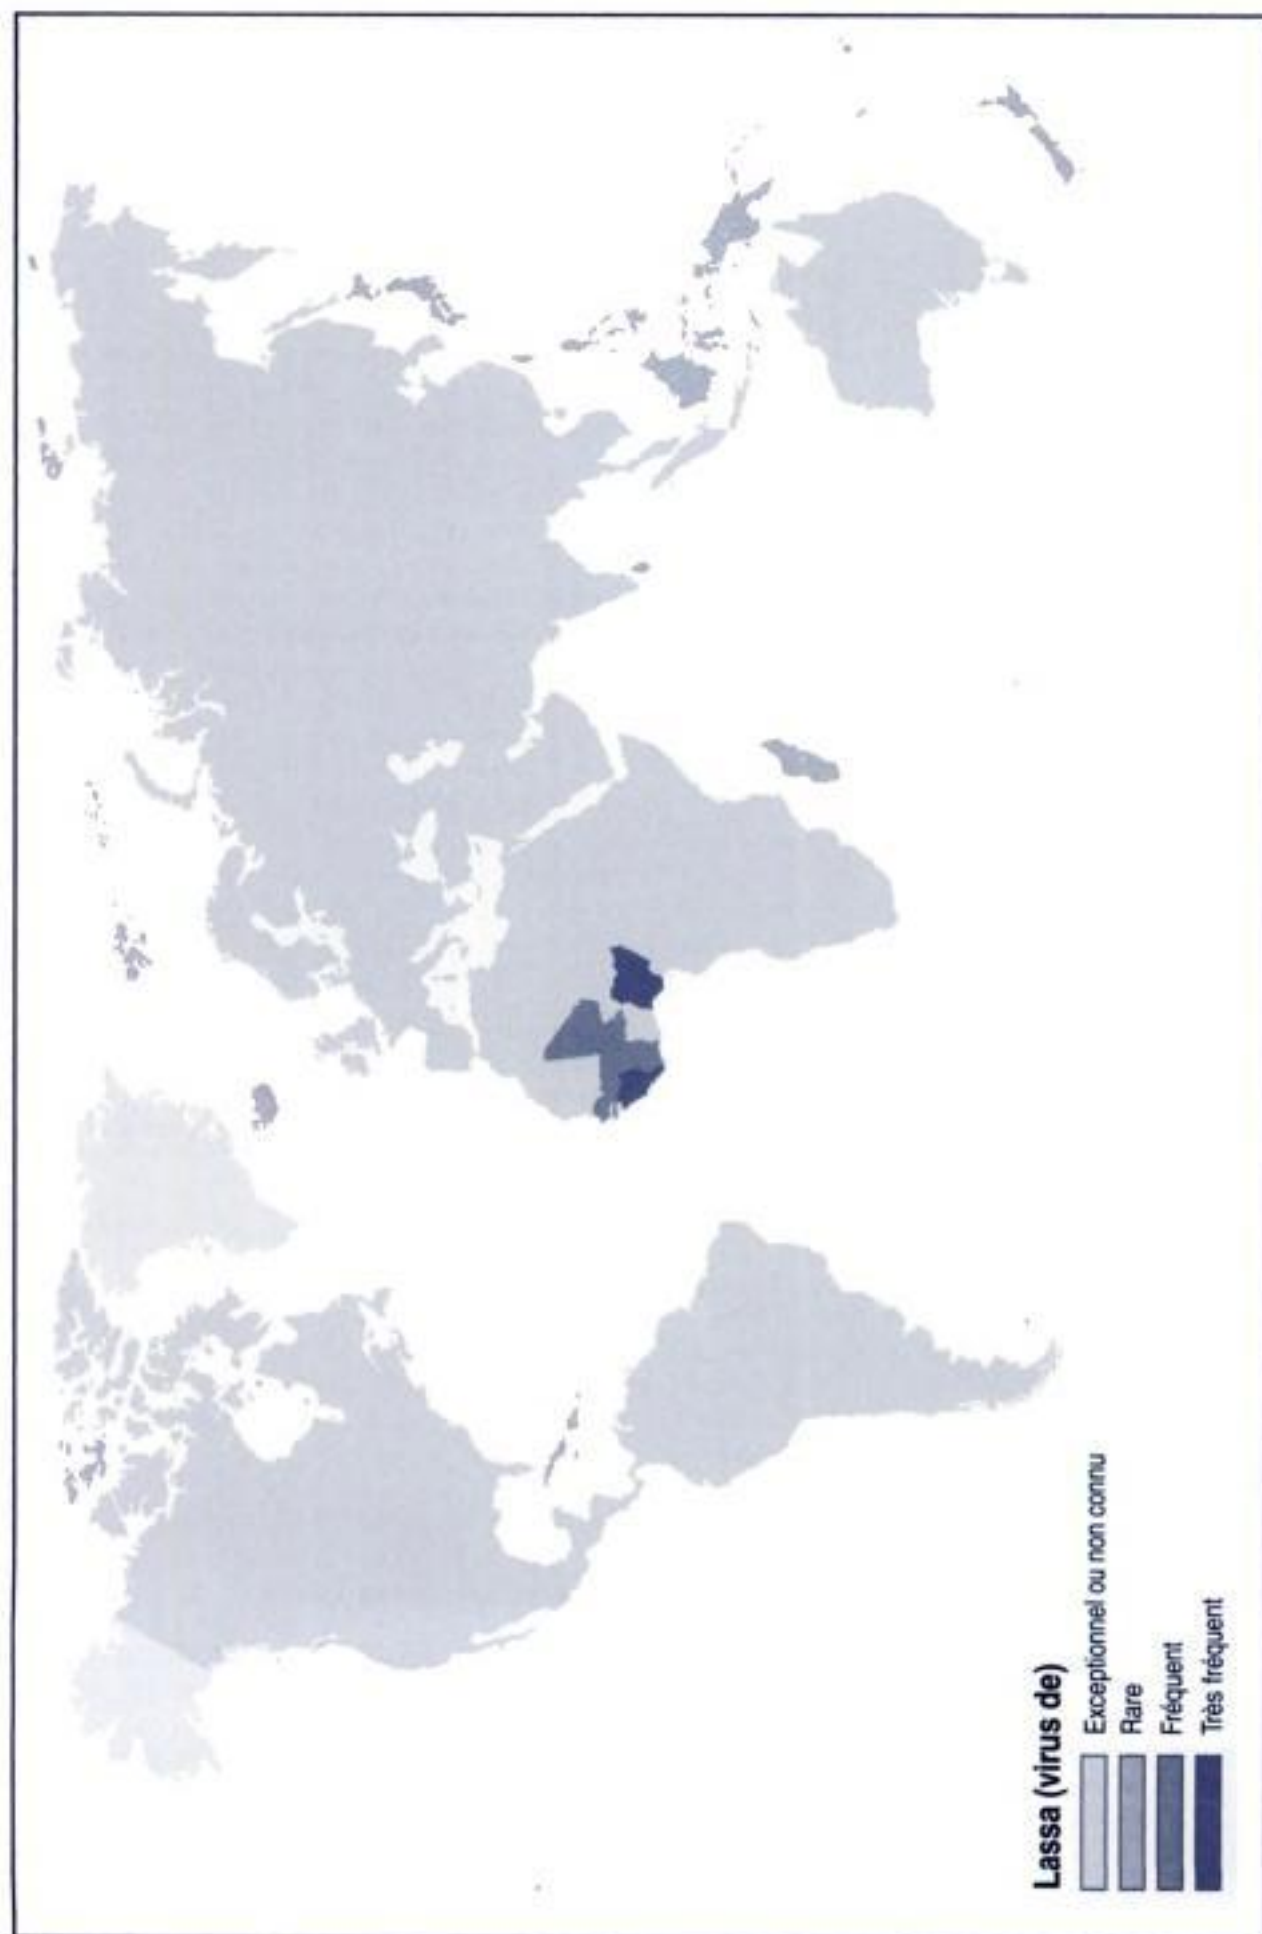 Lassa (virus de)
Exceptionnel ou non connu
Rare
Fréquent
Très fréquent